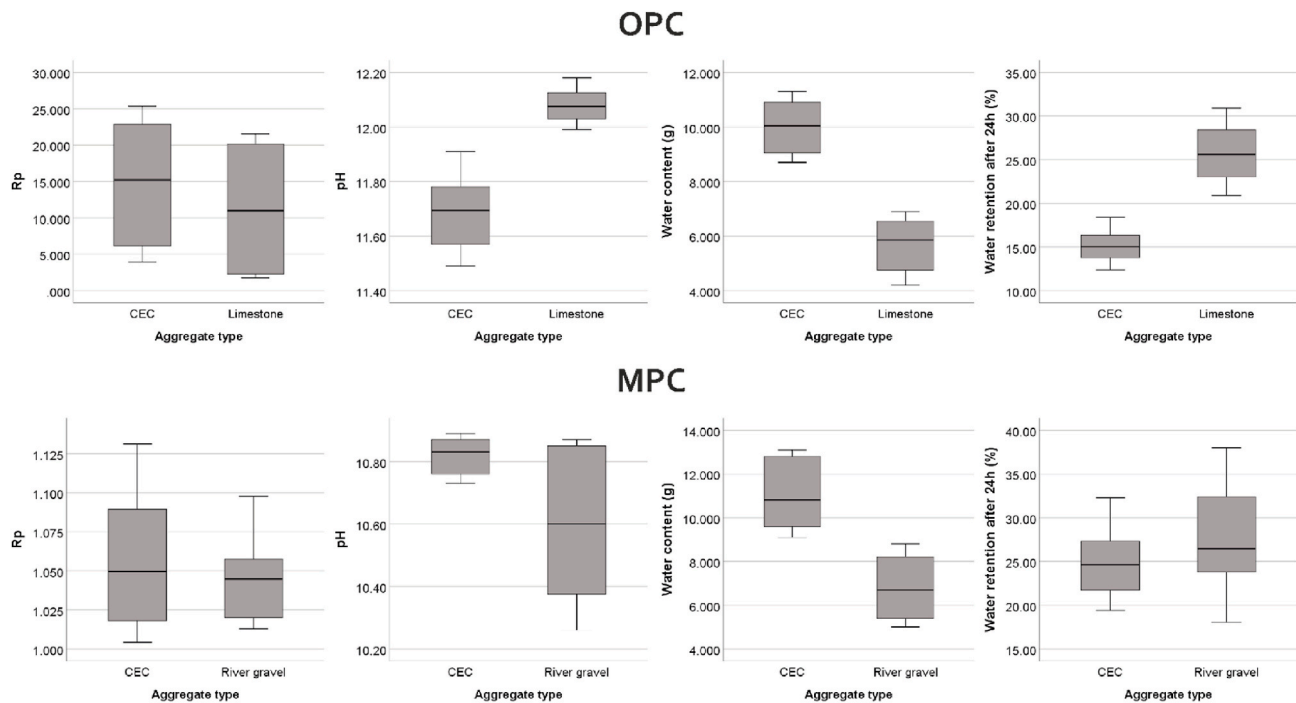 OPC
Rp
30.000
25.000
20.000
15.000
10.000
5.000
.000
CEC
Limestone
Aggregate type
pH
12.20
12.00
11.80
11.60
11.40
CEC
Limestone
Aggregate type
Water content (g)
12.000
10.000
8.000
6.000
4.000
CEC
Limestone
Aggregate type
Water retention after 24h (%)
35.00
30.00
25.00
20.00
15.00
10.00
CEC
Limestone
Aggregate type
MPC
Rp
1.125
1.100
1.075
1.050
1.025
1.000
CEC
River gravel
Aggregate type
pH
10.80
10.60
10.40
10.20
CEC
River gravel
Aggregate type
Water content (g)
14.000
12.000
10.000
8.000
6.000
4.000
CEC
River gravel
Aggregate type
Water retention after 24h (%)
40.00
35.00
30.00
25.00
20.00
15.00
CEC
River gravel
Aggregate type